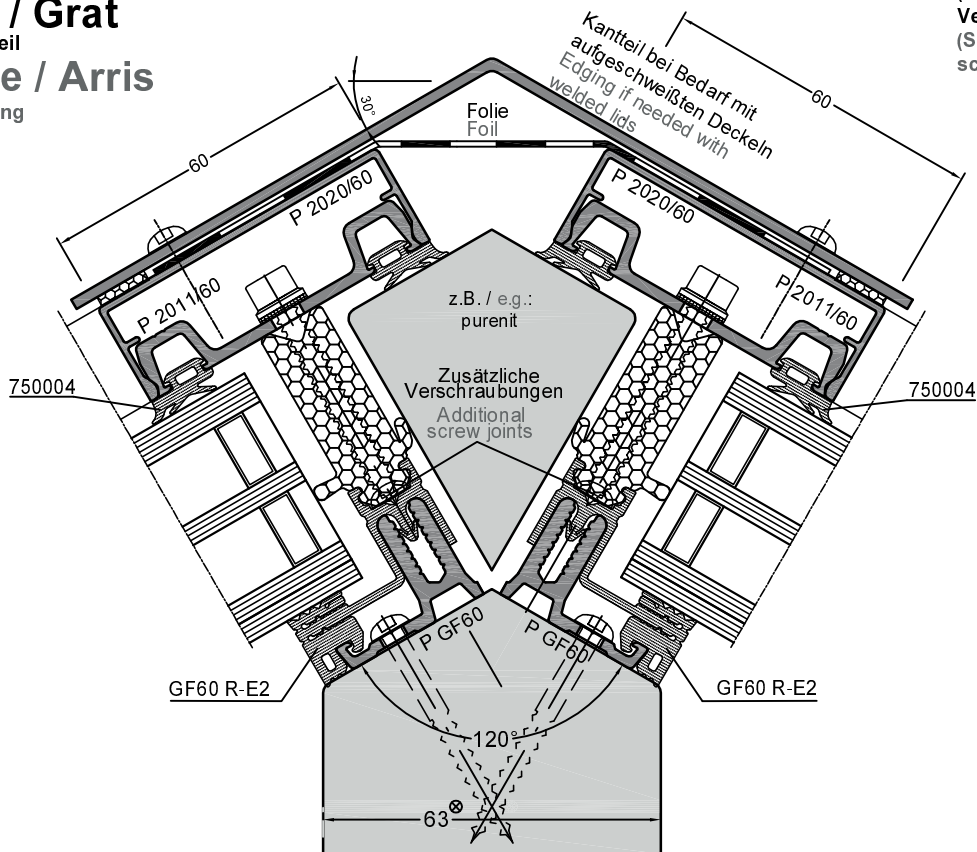 / Grat
eil
e / Arris
ng
Ve
(S
sc
Kantteil bei Bedarf mit
aufgeschweißten Deckeln
Edging if needed with
welded lids
60
60
30°
Folie
Foil
P 2020/60
P 2020/60
P 2011/60
P 2011/60
z.B. / e.g.:
purenit
750004
750004
Zusätzliche
Verschraubungen
Additional
screw joints
P GF60
P GF60
GF60 R-E2
GF60 R-E2
120°
63